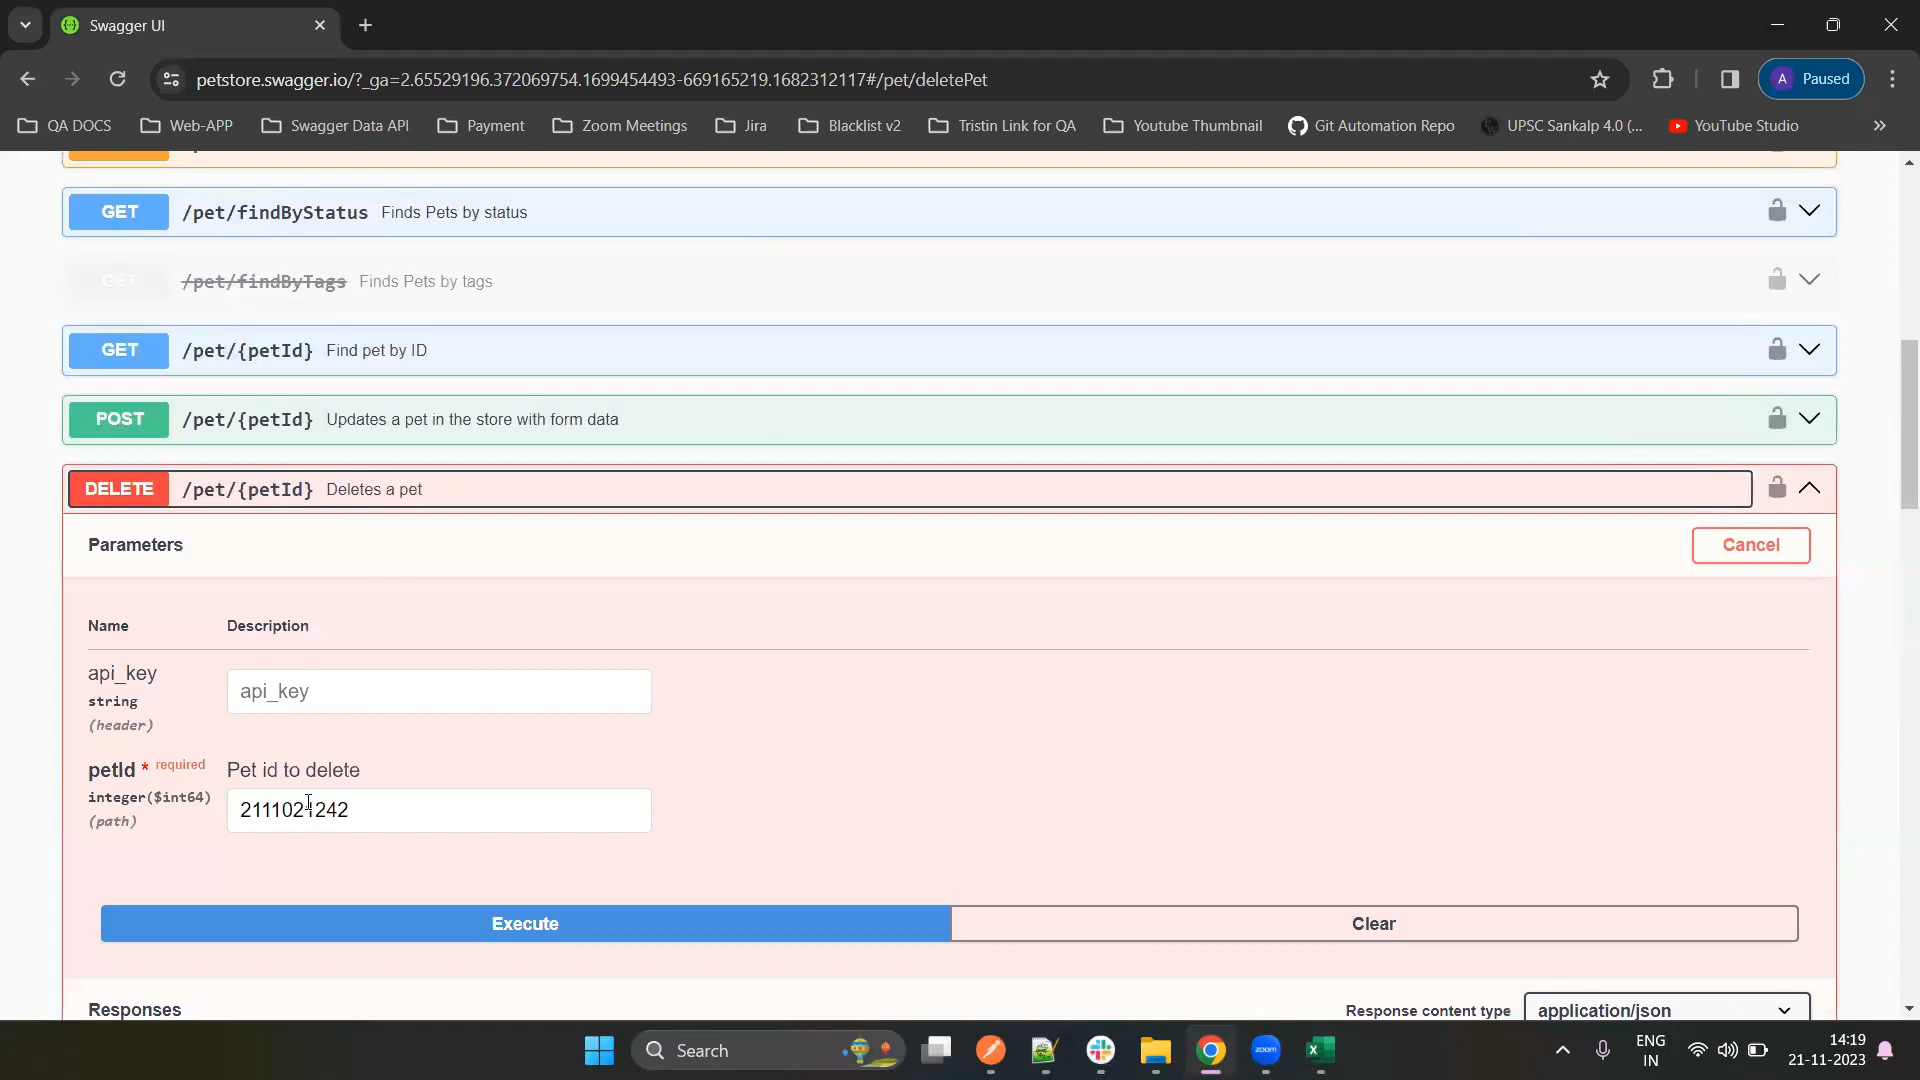 Swagger UI
petstore.swagger.io/?_ga=2.65529196.372069754.1699454493-669165219.1682312117#/pet/deletePet
A Paused
QA DOCS Web-APP Swagger Data API Payment Zoom Meetings Jira Blacklist v2 Tristin Link for QA Youtube Thumbnail Git Automation Repo UPSC Sankalp 4.0 (... YouTube Studio »
GET /pet/findByStatus Finds Pets by status
GET /pet/findByTags Finds Pets by tags
GET /pet/{petId} Find pet by ID
POST /pet/{petId} Updates a pet in the store with form data
DELETE /pet/{petId} Deletes a pet
Parameters Cancel
Name Description
api_key
string
(header)
api_key
petId * required
integer($int64)
(path)
Pet id to delete
2111021242
Execute Clear
Responses Response content type application/json
Search
zoom
ENG
IN
14:19
21-11-2023